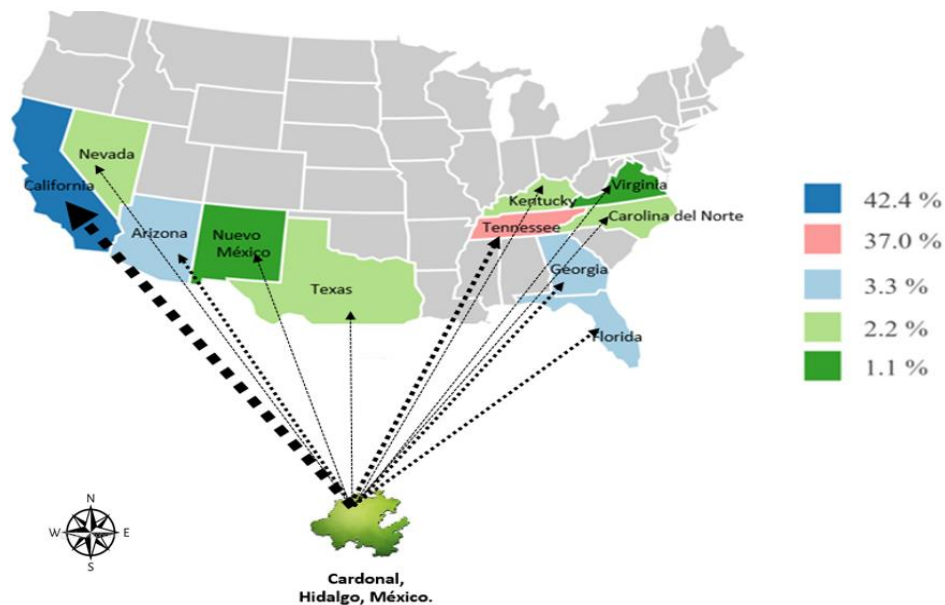 Nevada
California
Arizona
Nuevo
México
Texas
Kentucky
Virginia
Tennessee
Carolina del Norte
Georgia
Florida
42.4 %
37.0 %
3.3 %
2.2 %
1.1 %
N
W
E
S
Cardonal,
Hidalgo, México.